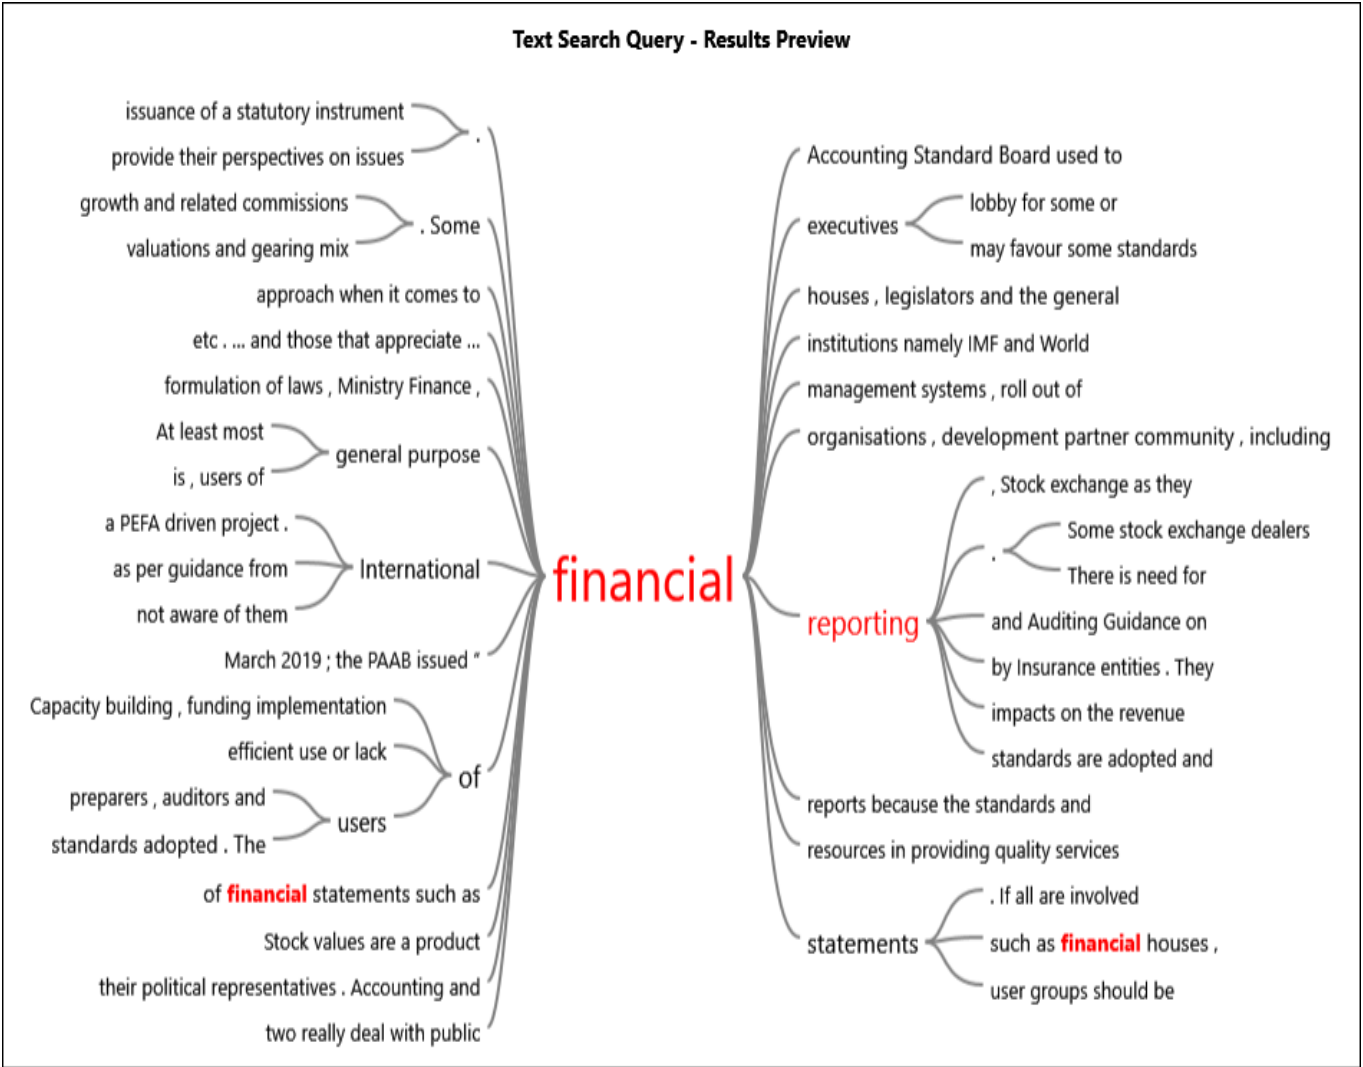 Text Search Query - Results Preview
issuance of a statutory instrument
provide their perspectives on issues
.
growth and related commissions
valuations and gearing mix
. Some
approach when it comes to
etc . ... and those that appreciate ...
formulation of laws , Ministry Finance ,
At least most
is , users of
general purpose
a PEFA driven project .
as per guidance from
not aware of them
International
March 2019 ; the PAAB issued “
Capacity building , funding implementation
efficient use or lack
preparers , auditors and
standards adopted . The
users
of
of financial statements such as
Stock values are a product
their political representatives . Accounting and
two really deal with public
financial
Accounting Standard Board used to
executives
lobby for some or
may favour some standards
houses , legislators and the general
institutions namely IMF and World
management systems , roll out of
organisations , development partner community , including
reporting
, Stock exchange as they
.
Some stock exchange dealers
There is need for
and Auditing Guidance on
by Insurance entities . They
impacts on the revenue
standards are adopted and
reports because the standards and
resources in providing quality services
statements
. If all are involved
such as financial houses ,
user groups should be